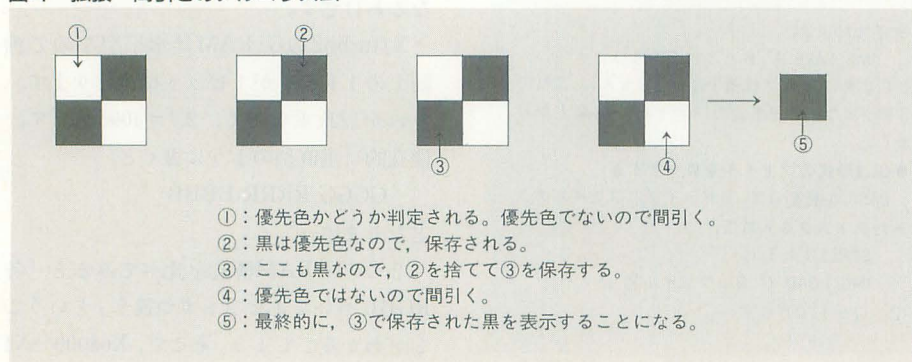 ① ②
③ ④ ⑤
①：優先色かどうか判定される。優先色でないので間引く。
②：黒は優先色なので，保存される。
③：ここも黒なので，②を捨てて③を保存する。
④：優先色ではないので間引く。
⑤：最終的に，③で保存された黒を表示することになる。